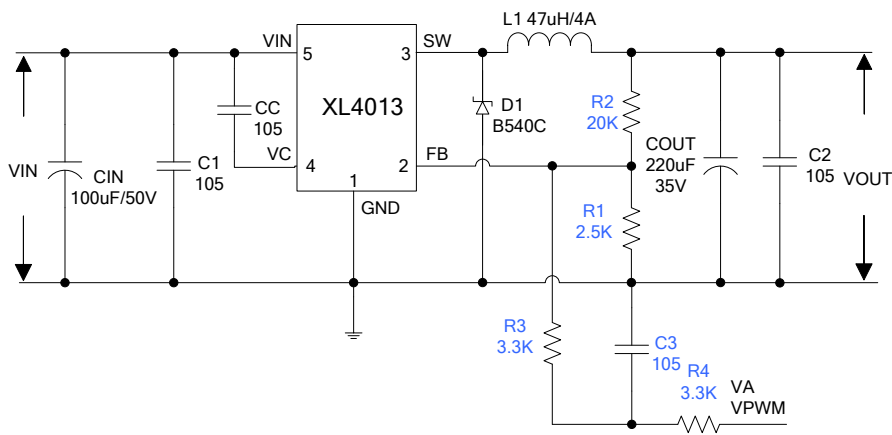 L1 47uH/4A
VIN
5
3
SW
R2
20K
CC
105
XL4013
D1
B540C
VC
4
2
FB
COUT
220uF
35V
VIN
CIN
100uF/50V
C1
105
C2
105
VOUT
1
GND
R1
2.5K
R3
3.3K
C3
105
R4
3.3K
VA
VPWM